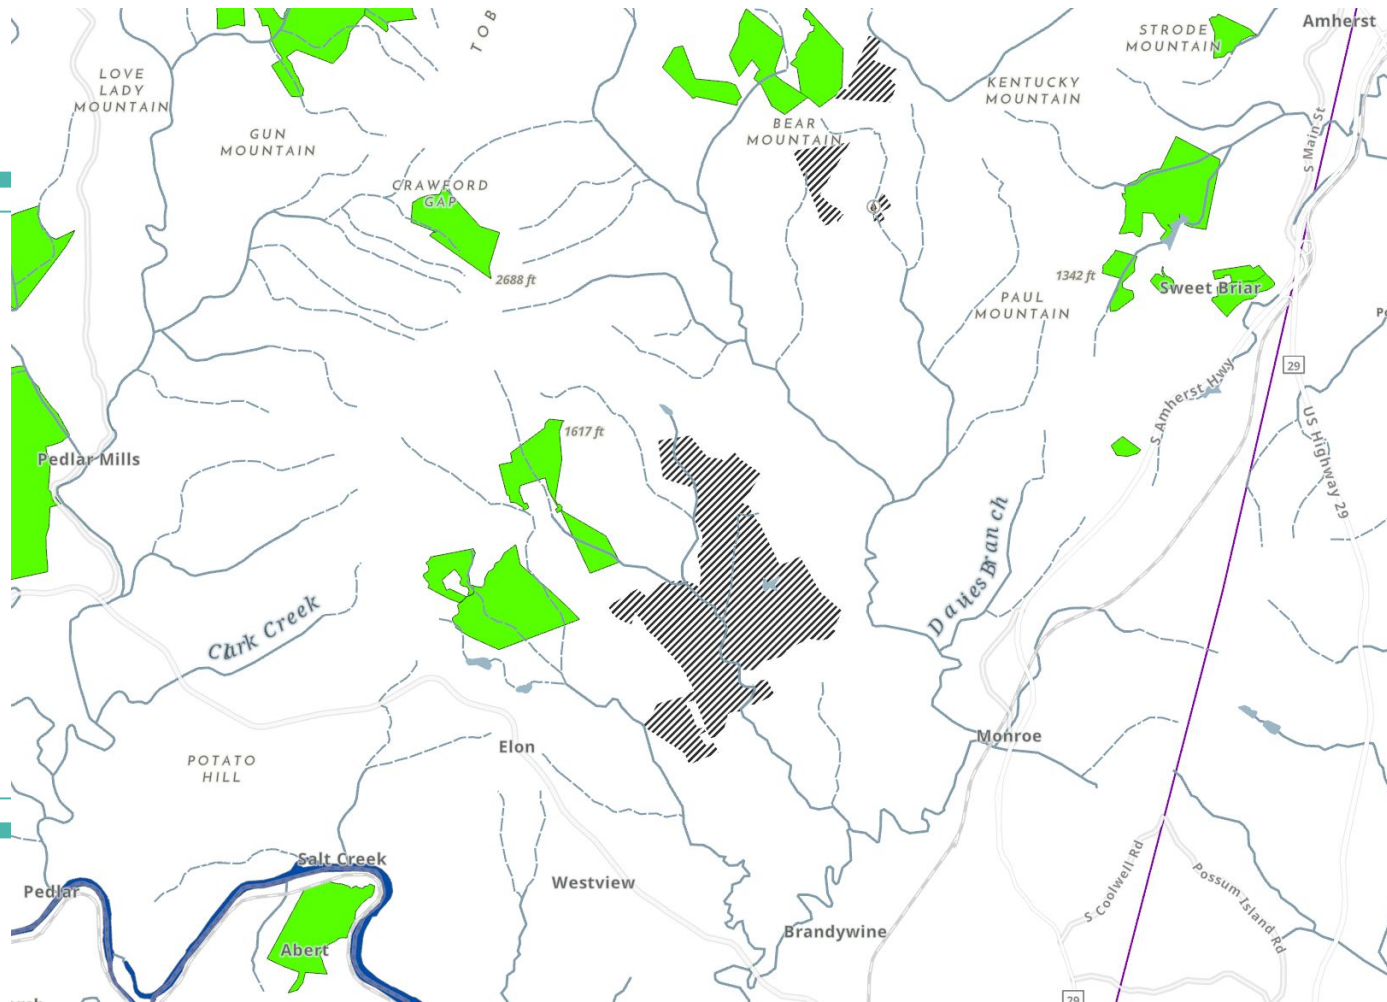 TOB
Amherst
STRODE
MOUNTAIN
LOVE
LADY
MOUNTAIN
KENTUCKY
MOUNTAIN
GUN
MOUNTAIN
BEAR
MOUNTAIN
S Main St
CRAWFORD
GAP
2688 ft
1342 ft
Sweet Briar
PAUL
MOUNTAIN
29
S Amherst Hwy
US Highway 29
1617 ft
Pedlar Mills
Davies Branch
Clark Creek
Elon
Monroe
POTATO
HILL
Salt Creek
Pedlar
Westview
S Coolwell Rd
Possum Island Rd
Brandywine
Abert
29